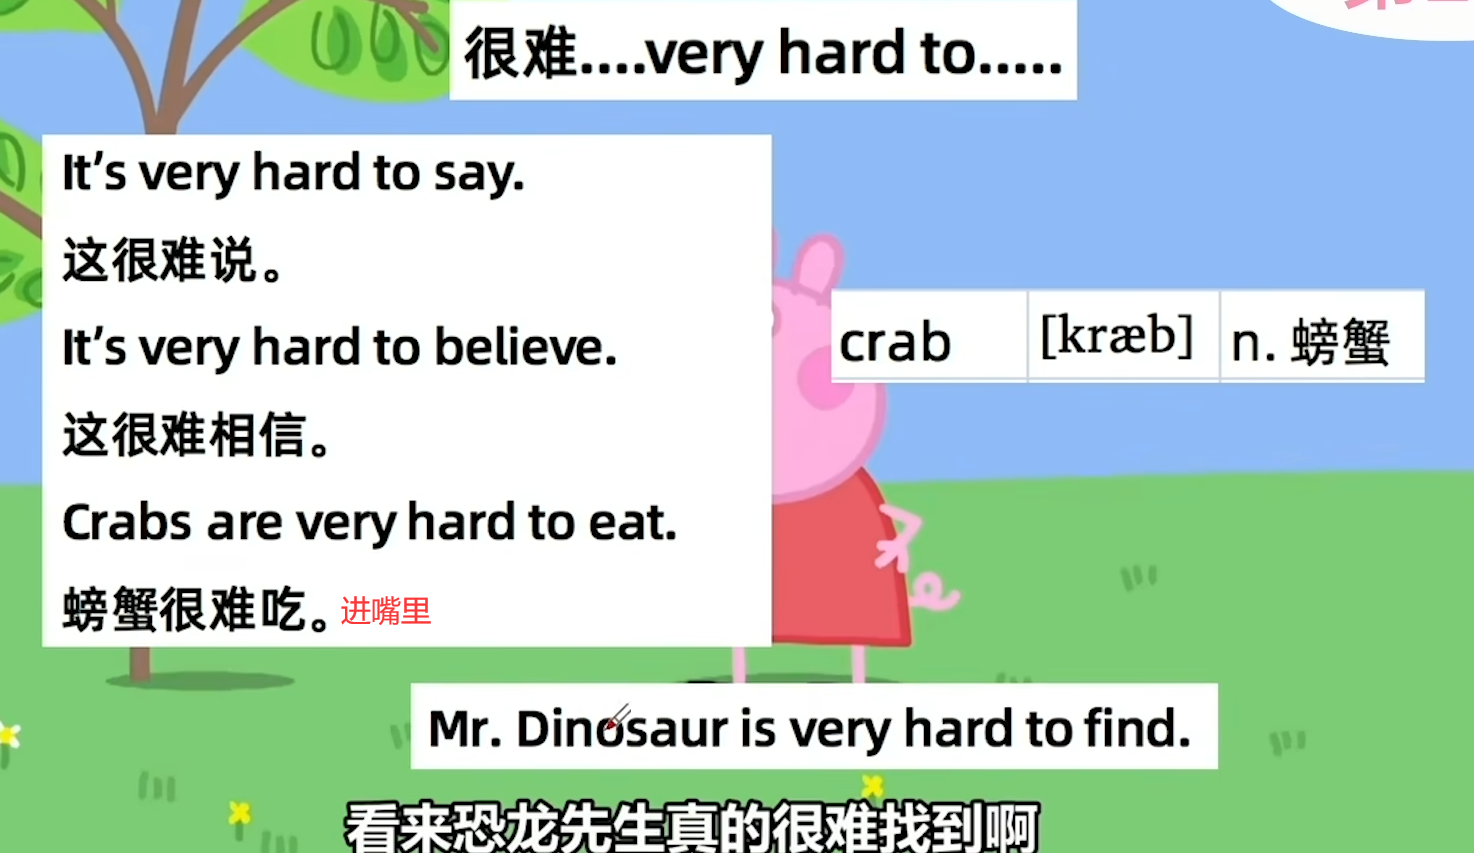 很难....very hard to.....
It’s very hard to say.
这很难说。
It’s very hard to believe.
这很难相信。
Crabs are very hard to eat.
螃蟹很难吃。进嘴里
crab [kræb] n. 螃蟹
Mr. Dinosaur is very hard to find.
看来恐龙先生真的很难找到啊